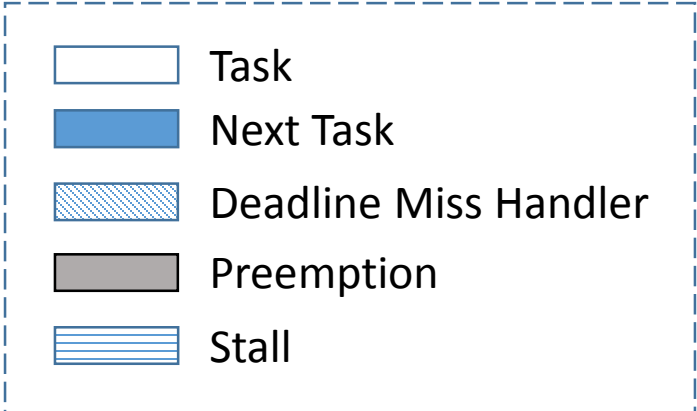 Task
Next Task
Deadline Miss Handler
Preemption
Stall